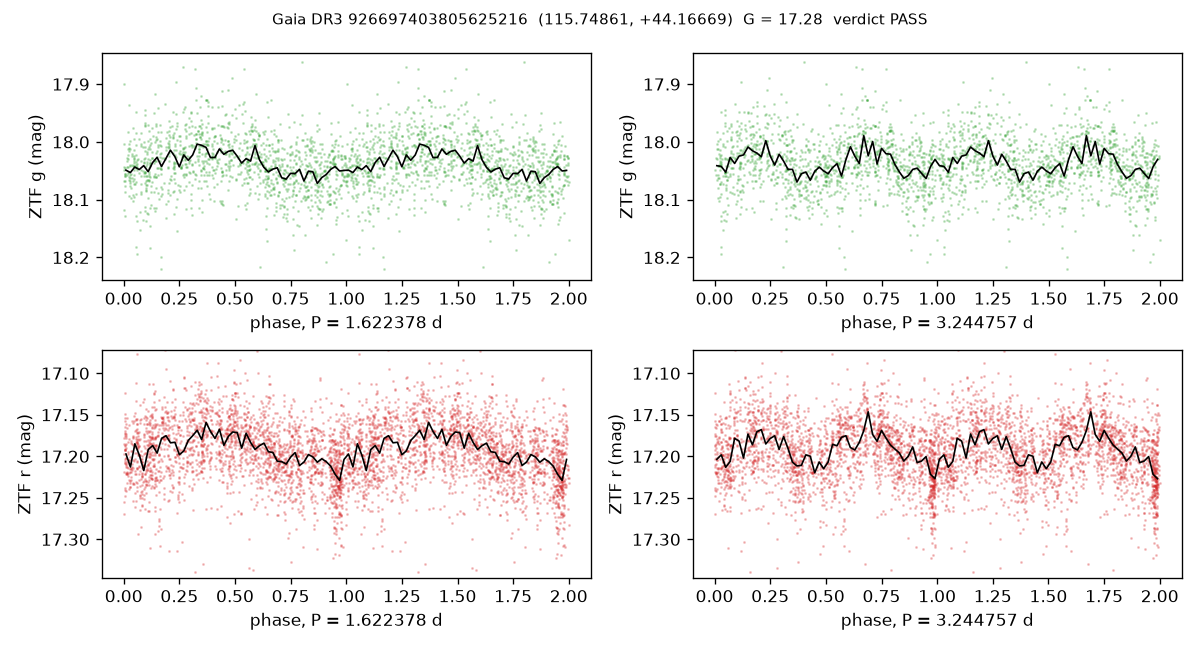 Gaia DR3 926697403805625216  (115.74861, +44.16669)  G = 17.28  verdict PASS
ZTF g (mag)
17.9
18.0
18.1
18.2
0.00 0.25 0.50 0.75 1.00 1.25 1.50 1.75 2.00
phase, P = 1.622378 d
ZTF g (mag)
17.9
18.0
18.1
18.2
0.00 0.25 0.50 0.75 1.00 1.25 1.50 1.75 2.00
phase, P = 3.244757 d
ZTF r (mag)
17.10
17.15
17.20
17.25
17.30
0.00 0.25 0.50 0.75 1.00 1.25 1.50 1.75 2.00
phase, P = 1.622378 d
ZTF r (mag)
17.10
17.15
17.20
17.25
17.30
0.00 0.25 0.50 0.75 1.00 1.25 1.50 1.75 2.00
phase, P = 3.244757 d